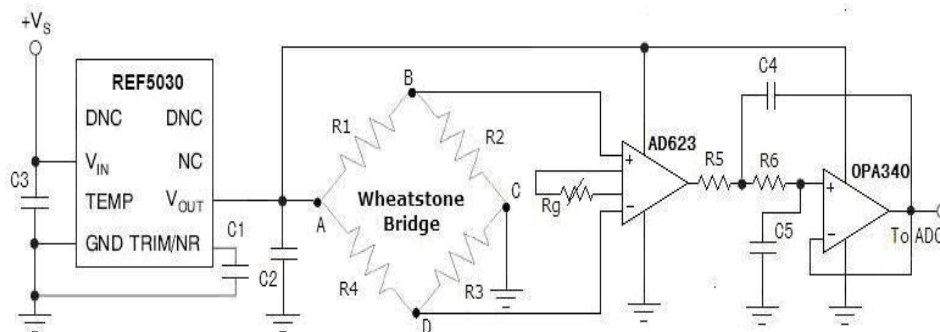 +VS
REF5030
DNC DNC
VIN NC
TEMP VOUT
GND TRIM/NR
C3
C1
C2
A
B
C
D
R1
R2
R3
R4
Wheatstone
Bridge
Rg
+
-
AD623
R5
R6
C4
C5
+
-
OPA340
To ADC